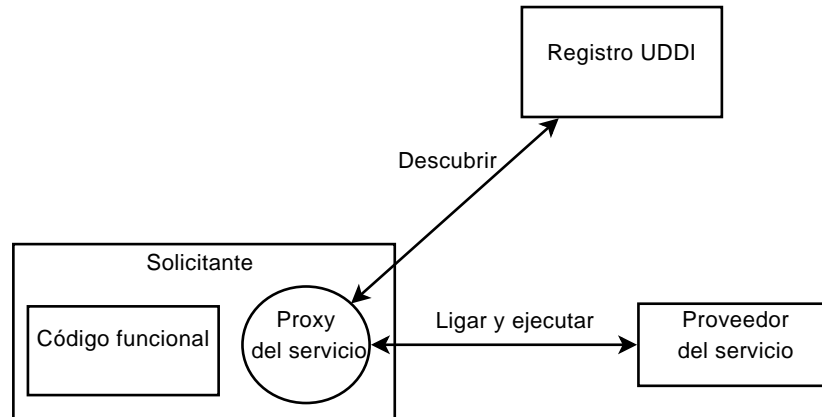 Registro UDDI
Descubrir
Solicitante
Código funcional
Proxy
del servicio
Ligar y ejecutar
Proveedor
del servicio